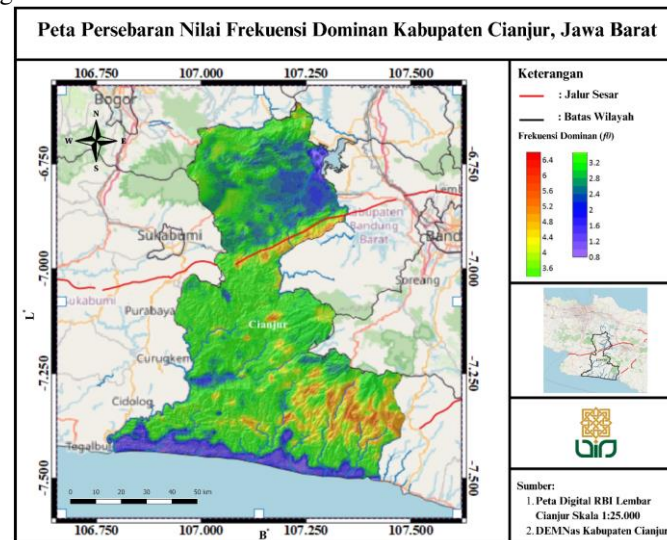 Peta Persebaran Nilai Frekuensi Dominan Kabupaten Cianjur, Jawa Barat
106.750 107.000 107.250 107.500
Bogor
N
W E
S
-6.750 -6.750
Sukabumi
Kabupaten
Bandung
Barat
-7.000 -7.000
Soreang
Purabaya
Cianjur
Curugkem
-7.250 -7.250
Cidolog
-7.500 -7.500
0 10 20 30 40 50 km
106.750 107.000 107.250 107.500
L°
B°
Keterangan
: Jalur Sesar
: Batas Wilayah
Frekuensi Dominan (f0)
6.4
6
5.6
5.2
4.8
4.4
4
3.6
3.2
2.8
2.4
2
1.6
1.2
0.8
Sumber:
1. Peta Digital RBI Lembar
Cianjur Skala 1:25.000
2. DEMNas Kabupaten Cianjur